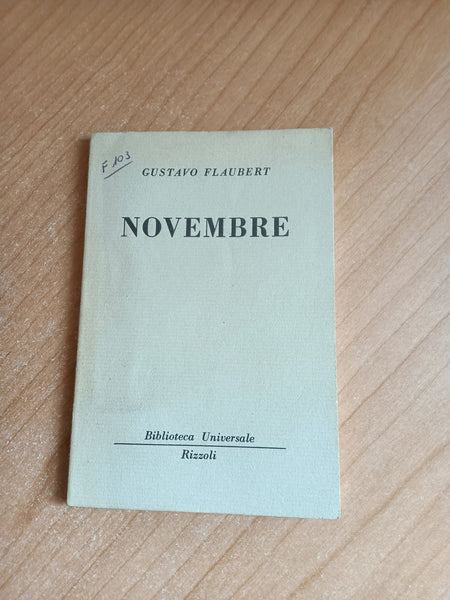 F 103
GUSTAVO FLAUBERT
NOVEMBRE
Biblioteca Universale
Rizzoli